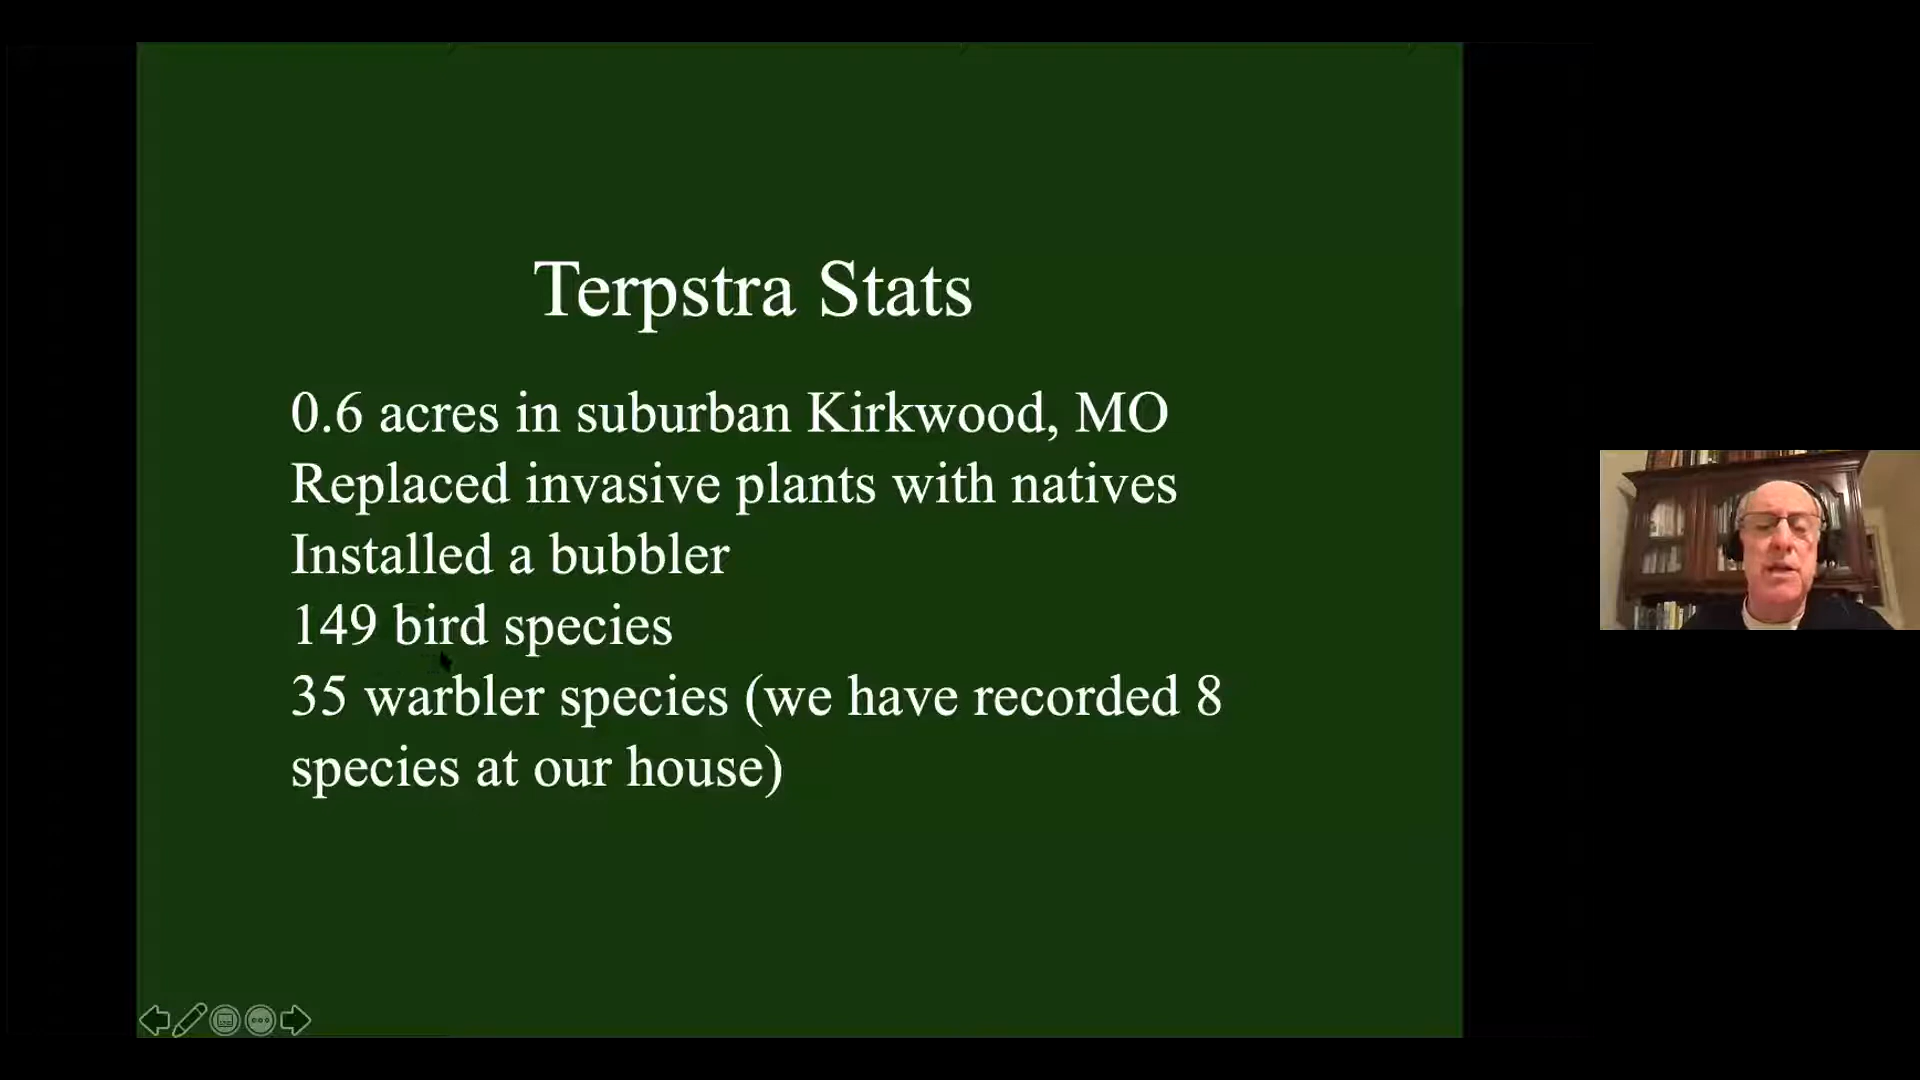 Terpstra Stats
0.6 acres in suburban Kirkwood, MO
Replaced invasive plants with natives
Installed a bubbler
149 bird species
35 warbler species (we have recorded 8
species at our house)